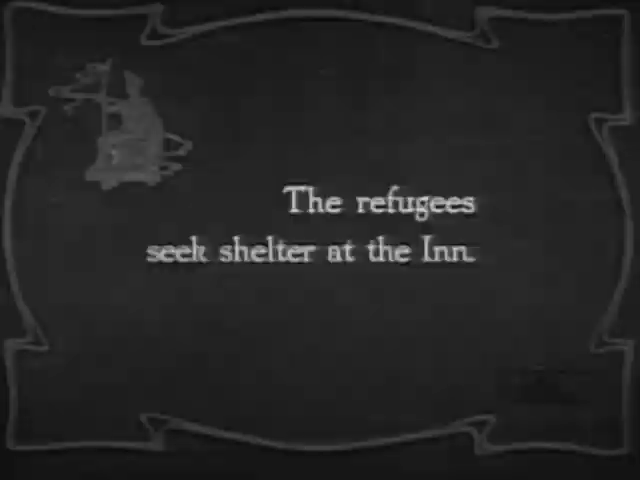 The refugees
seek shelter at the Inn.